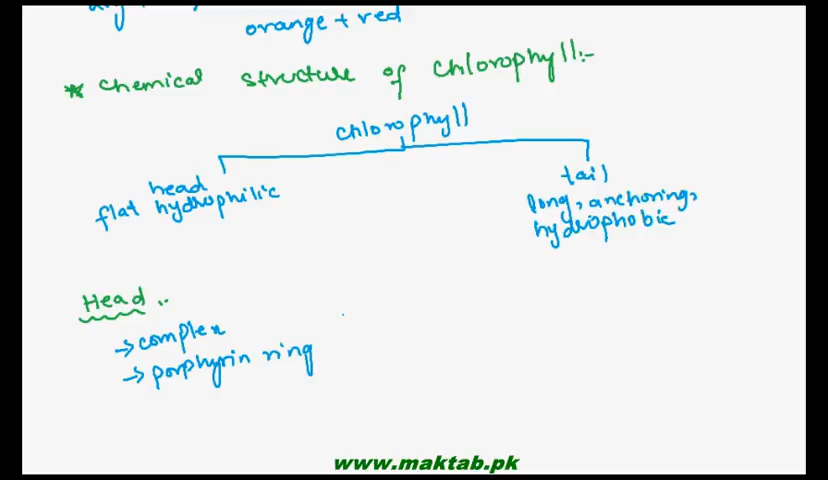 orange + red
* Chemical structure of chlorophyll:-
chlorophyll
head
flat hydrophilic
tail
long, anchoring,
hydrophobic
Head :.
→ complex
→ porphyrin ring
www.maktab.pk